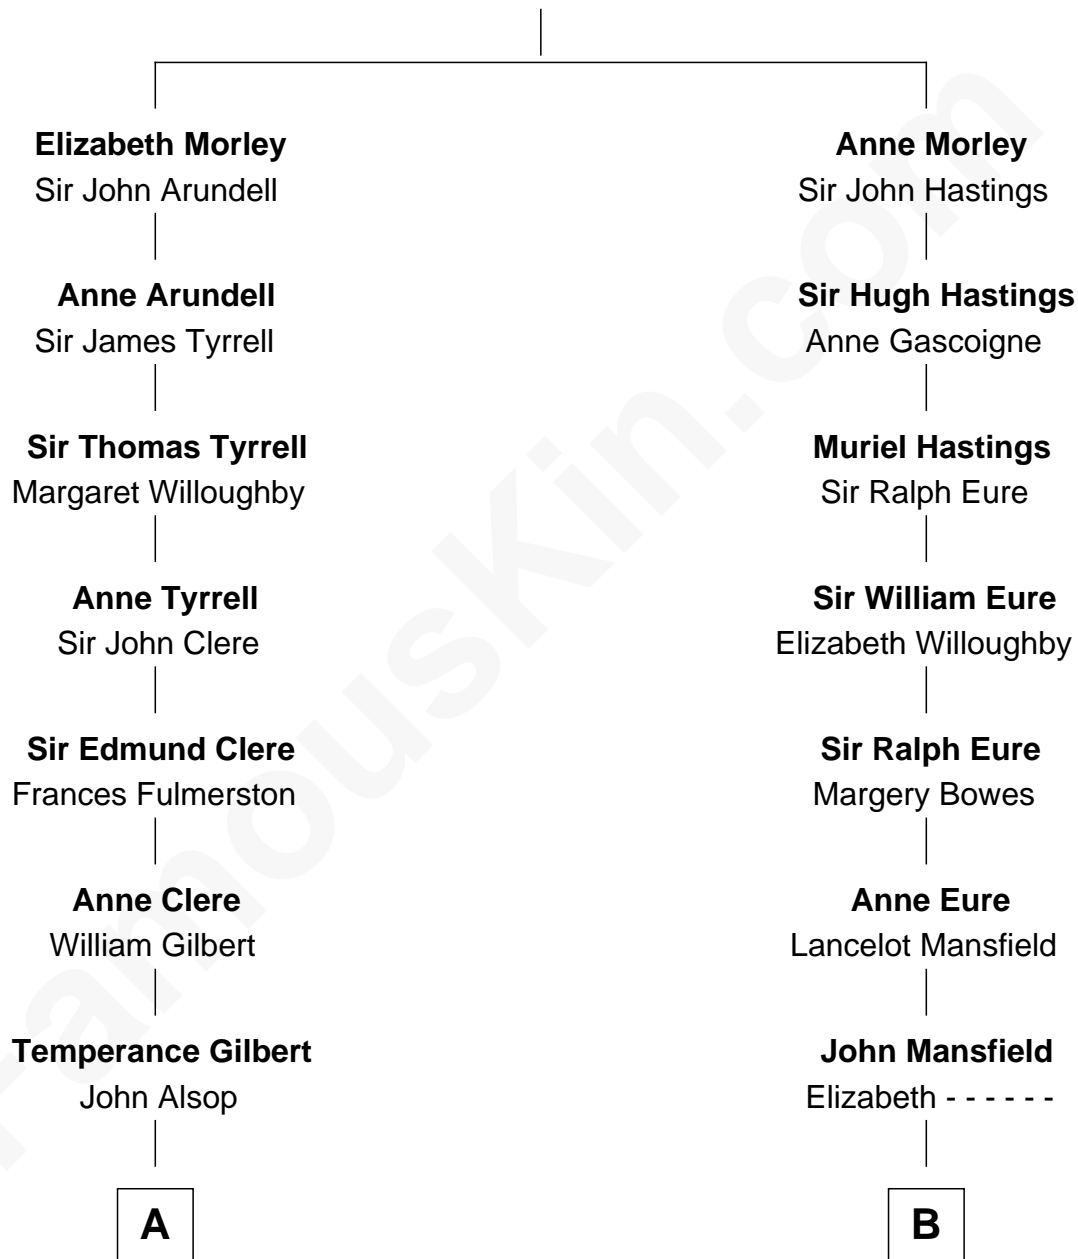 Elizabeth Morley
Sir John Arundell
Anne Arundell
Sir James Tyrrell
Sir Thomas Tyrrell
Margaret Willoughby
Anne Tyrrell
Sir John Clere
Sir Edmund Clere
Frances Fulmerston
Anne Clere
William Gilbert
Temperance Gilbert
John Alsop
A
Anne Morley
Sir John Hastings
Sir Hugh Hastings
Anne Gascoigne
Muriel Hastings
Sir Ralph Eure
Sir William Eure
Elizabeth Willoughby
Sir Ralph Eure
Margery Bowes
Anne Eure
Lancelot Mansfield
John Mansfield
Elizabeth - - - - - -
B
FamousKin.com